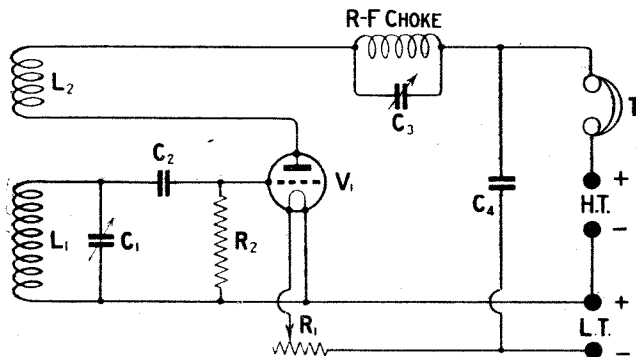 R-F CHOKE
L₂
C₃
T
C₂
V₁
+
H.T.
-
C₄
L₁
C₁
R₂
+
R₁
L.T.
-